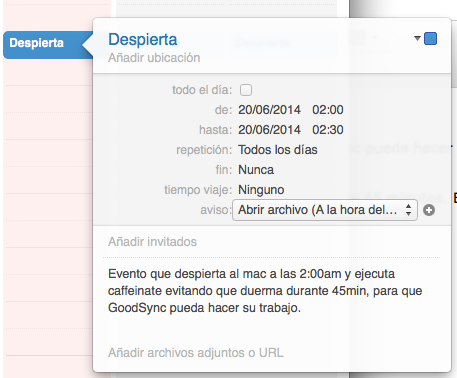 Despierta
Despierta
Añadir ubicación
todo el día:
de: 20/06/2014 02:00
hasta: 20/06/2014 02:30
repetición: Todos los días
fin: Nunca
tiempo viaje: Ninguno
aviso: Abrir archivo (A la hora del...
Añadir invitados
Evento que despierta al mac a las 2:00am y ejecuta
caffeinate evitando que duerma durante 45min, para que
GoodSync pueda hacer su trabajo.
Añadir archivos adjuntos o URL